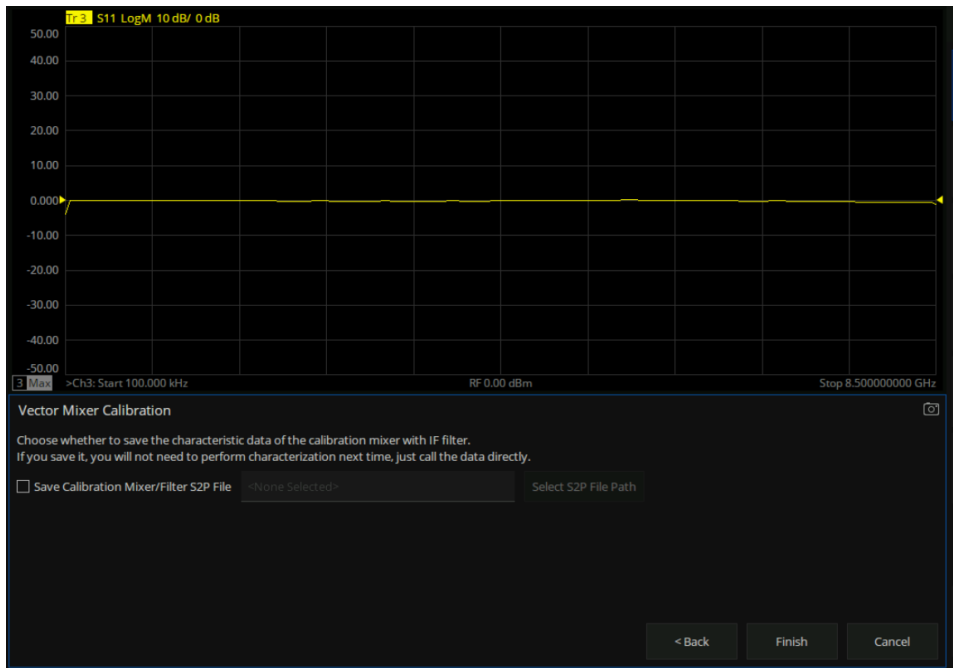 Tr 3 S11 LogM 10 dB/ 0 dB
50.00
40.00
30.00
20.00
10.00
0.000
-10.00
-20.00
-30.00
-40.00
-50.00
3 Max >Ch3: Start 100.000 kHz RF 0.00 dBm Stop 8.500000000 GHz
Vector Mixer Calibration
Choose whether to save the characteristic data of the calibration mixer with IF filter.
If you save it, you will not need to perform characterization next time, just call the data directly.
Save Calibration Mixer/Filter S2P File <None Selected> Select S2P File Path
< Back Finish Cancel